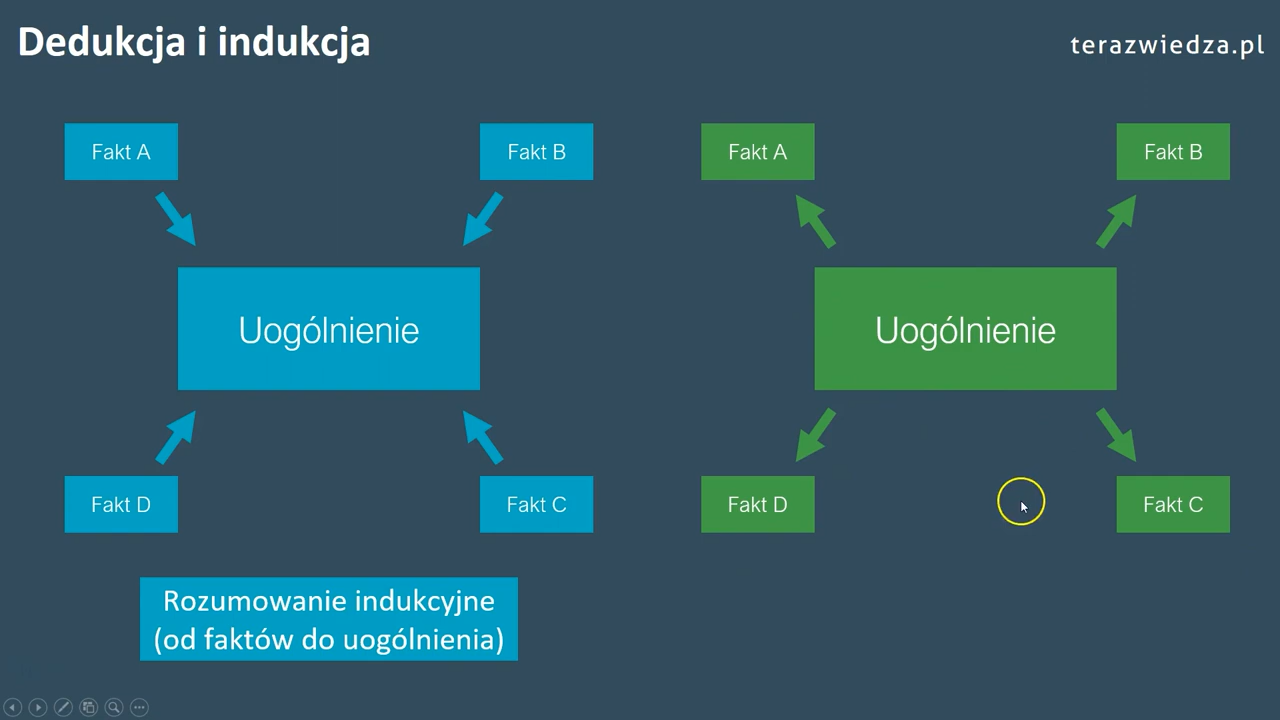 Dedukcja i indukcja
terazwiedza.pl
Fakt A
Fakt B
Uogólnienie
Fakt D
Fakt C
Rozumowanie indukcyjne
(od faktów do uogólnienia)
Fakt A
Fakt B
Uogólnienie
Fakt D
Fakt C